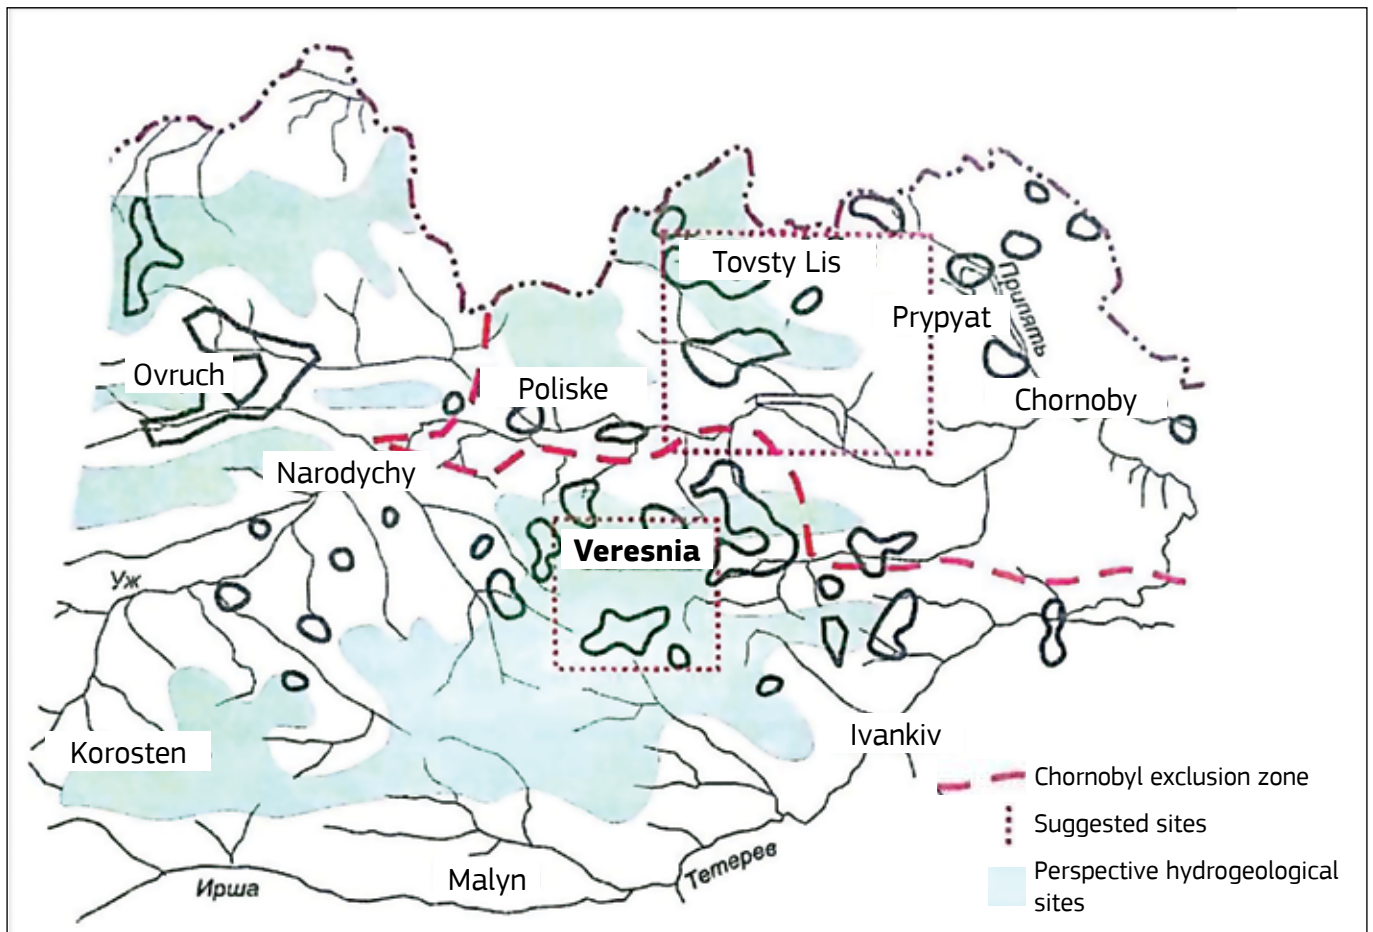 Tovsty Lis
Припять
Prypyat
Ovruch
Poliske
Chornoby
Narodychy
Veresnia
Уж
Ivankiv
Korosten
Chornobyl exclusion zone
Suggested sites
Perspective hydrogeological
sites
Тетерев
Malyn
Ирша